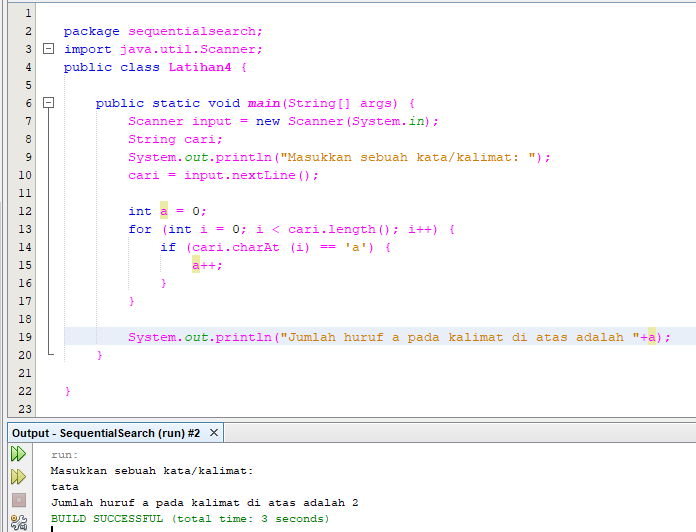 1
2 package sequentialsearch;
3 import java.util.Scanner;
4 public class Latihan4 {
5
6 public static void main(String[] args) {
7 Scanner input = new Scanner(System.in);
8 String cari;
9 System.out.println("Masukkan sebuah kata/kalimat: ");
10 cari = input.nextLine();
11
12 int a = 0;
13 for (int i = 0; i < cari.length(); i++) {
14 if (cari.charAt (i) == 'a') {
15 a++;
16 }
17 }
18
19 System.out.println("Jumlah huruf a pada kalimat di atas adalah "+a);
20 }
21
22 }
23
Output - SequentialSearch (run) #2 ×
run:
Masukkan sebuah kata/kalimat:
tata
Jumlah huruf a pada kalimat di atas adalah 2
BUILD SUCCESSFUL (total time: 3 seconds)